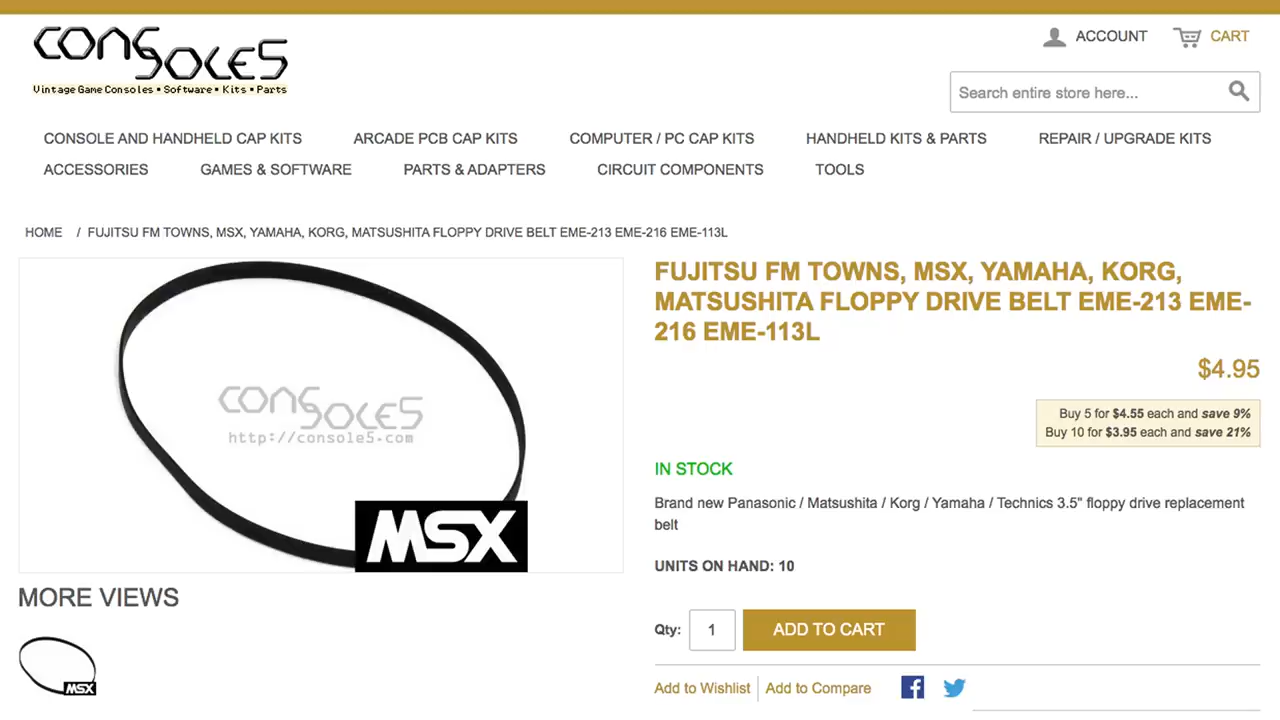 CONSOLE5
Vintage Game Consoles ▪ Software ▪ Kits ▪ Parts
ACCOUNT
CART
Search entire store here...
CONSOLE AND HANDHELD CAP KITS
ARCADE PCB CAP KITS
COMPUTER / PC CAP KITS
HANDHELD KITS & PARTS
REPAIR / UPGRADE KITS
ACCESSORIES
GAMES & SOFTWARE
PARTS & ADAPTERS
CIRCUIT COMPONENTS
TOOLS
HOME / FUJITSU FM TOWNS, MSX, YAMAHA, KORG, MATSUSHITA FLOPPY DRIVE BELT EME-213 EME-216 EME-113L
CONSOLE5
http://console5.com
MSX
MORE VIEWS
MSX
FUJITSU FM TOWNS, MSX, YAMAHA, KORG,
MATSUSHITA FLOPPY DRIVE BELT EME-213 EME-
216 EME-113L
$4.95
Buy 5 for $4.55 each and save 9%
Buy 10 for $3.95 each and save 21%
IN STOCK
Brand new Panasonic / Matsushita / Korg / Yamaha / Technics 3.5" floppy drive replacement
belt
UNITS ON HAND: 10
Qty: 1 ADD TO CART
Add to Wishlist
Add to Compare